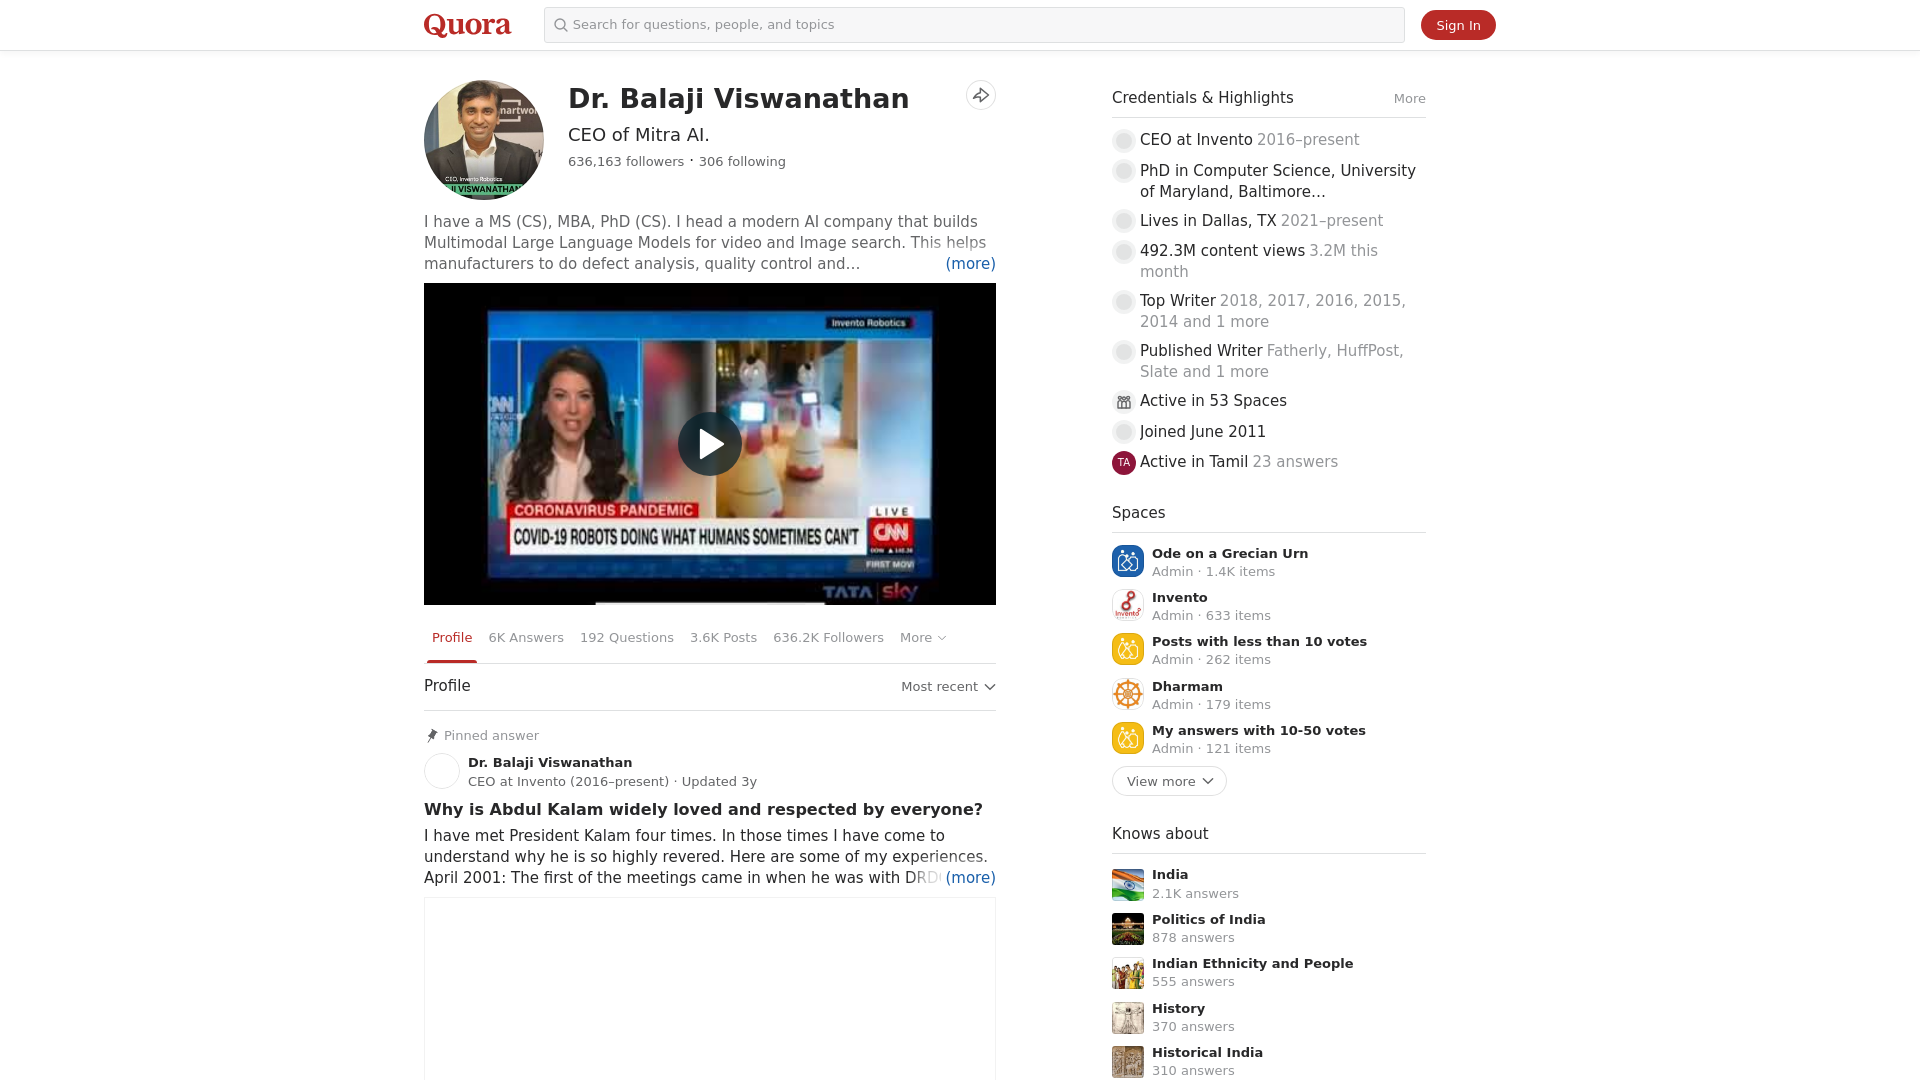 Quora
Search for questions, people, and topics
Sign In
CEO, Invento Robotics
JI VISWANATHAN
Dr. Balaji Viswanathan
CEO of Mitra AI.
636,163 followers · 306 following
I have a MS (CS), MBA, PhD (CS). I head a modern AI company that builds
Multimodal Large Language Models for video and Image search. This helps
manufacturers to do defect analysis, quality control and… (more)
Invento Robotics
CORONAVIRUS PANDEMIC
LIVE
COVID-19 ROBOTS DOING WHAT HUMANS SOMETIMES CAN'T
CNN
FIRST MOV
TATA sky
Profile
6K Answers
192 Questions
3.6K Posts
636.2K Followers
More
Profile
Most recent
Pinned answer
Dr. Balaji Viswanathan
CEO at Invento (2016–present) · Updated 3y
Why is Abdul Kalam widely loved and respected by everyone?
I have met President Kalam four times. In those times I have come to
understand why he is so highly revered. Here are some of my experiences.
April 2001: The first of the meetings came in when he was with (more)
Credentials & Highlights
More
CEO at Invento 2016–present
PhD in Computer Science, University
of Maryland, Baltimore…
Lives in Dallas, TX 2021–present
492.3M content views 3.2M this
month
Top Writer 2018, 2017, 2016, 2015,
2014 and 1 more
Published Writer Fatherly, HuffPost,
Slate and 1 more
Active in 53 Spaces
Joined June 2011
TA
Active in Tamil 23 answers
Spaces
Ode on a Grecian Urn
Admin · 1.4K items
Invento
Admin · 633 items
Posts with less than 10 votes
Admin · 262 items
Dharmam
Admin · 179 items
My answers with 10-50 votes
Admin · 121 items
View more
Knows about
India
2.1K answers
Politics of India
878 answers
Indian Ethnicity and People
555 answers
History
370 answers
Historical India
310 answers